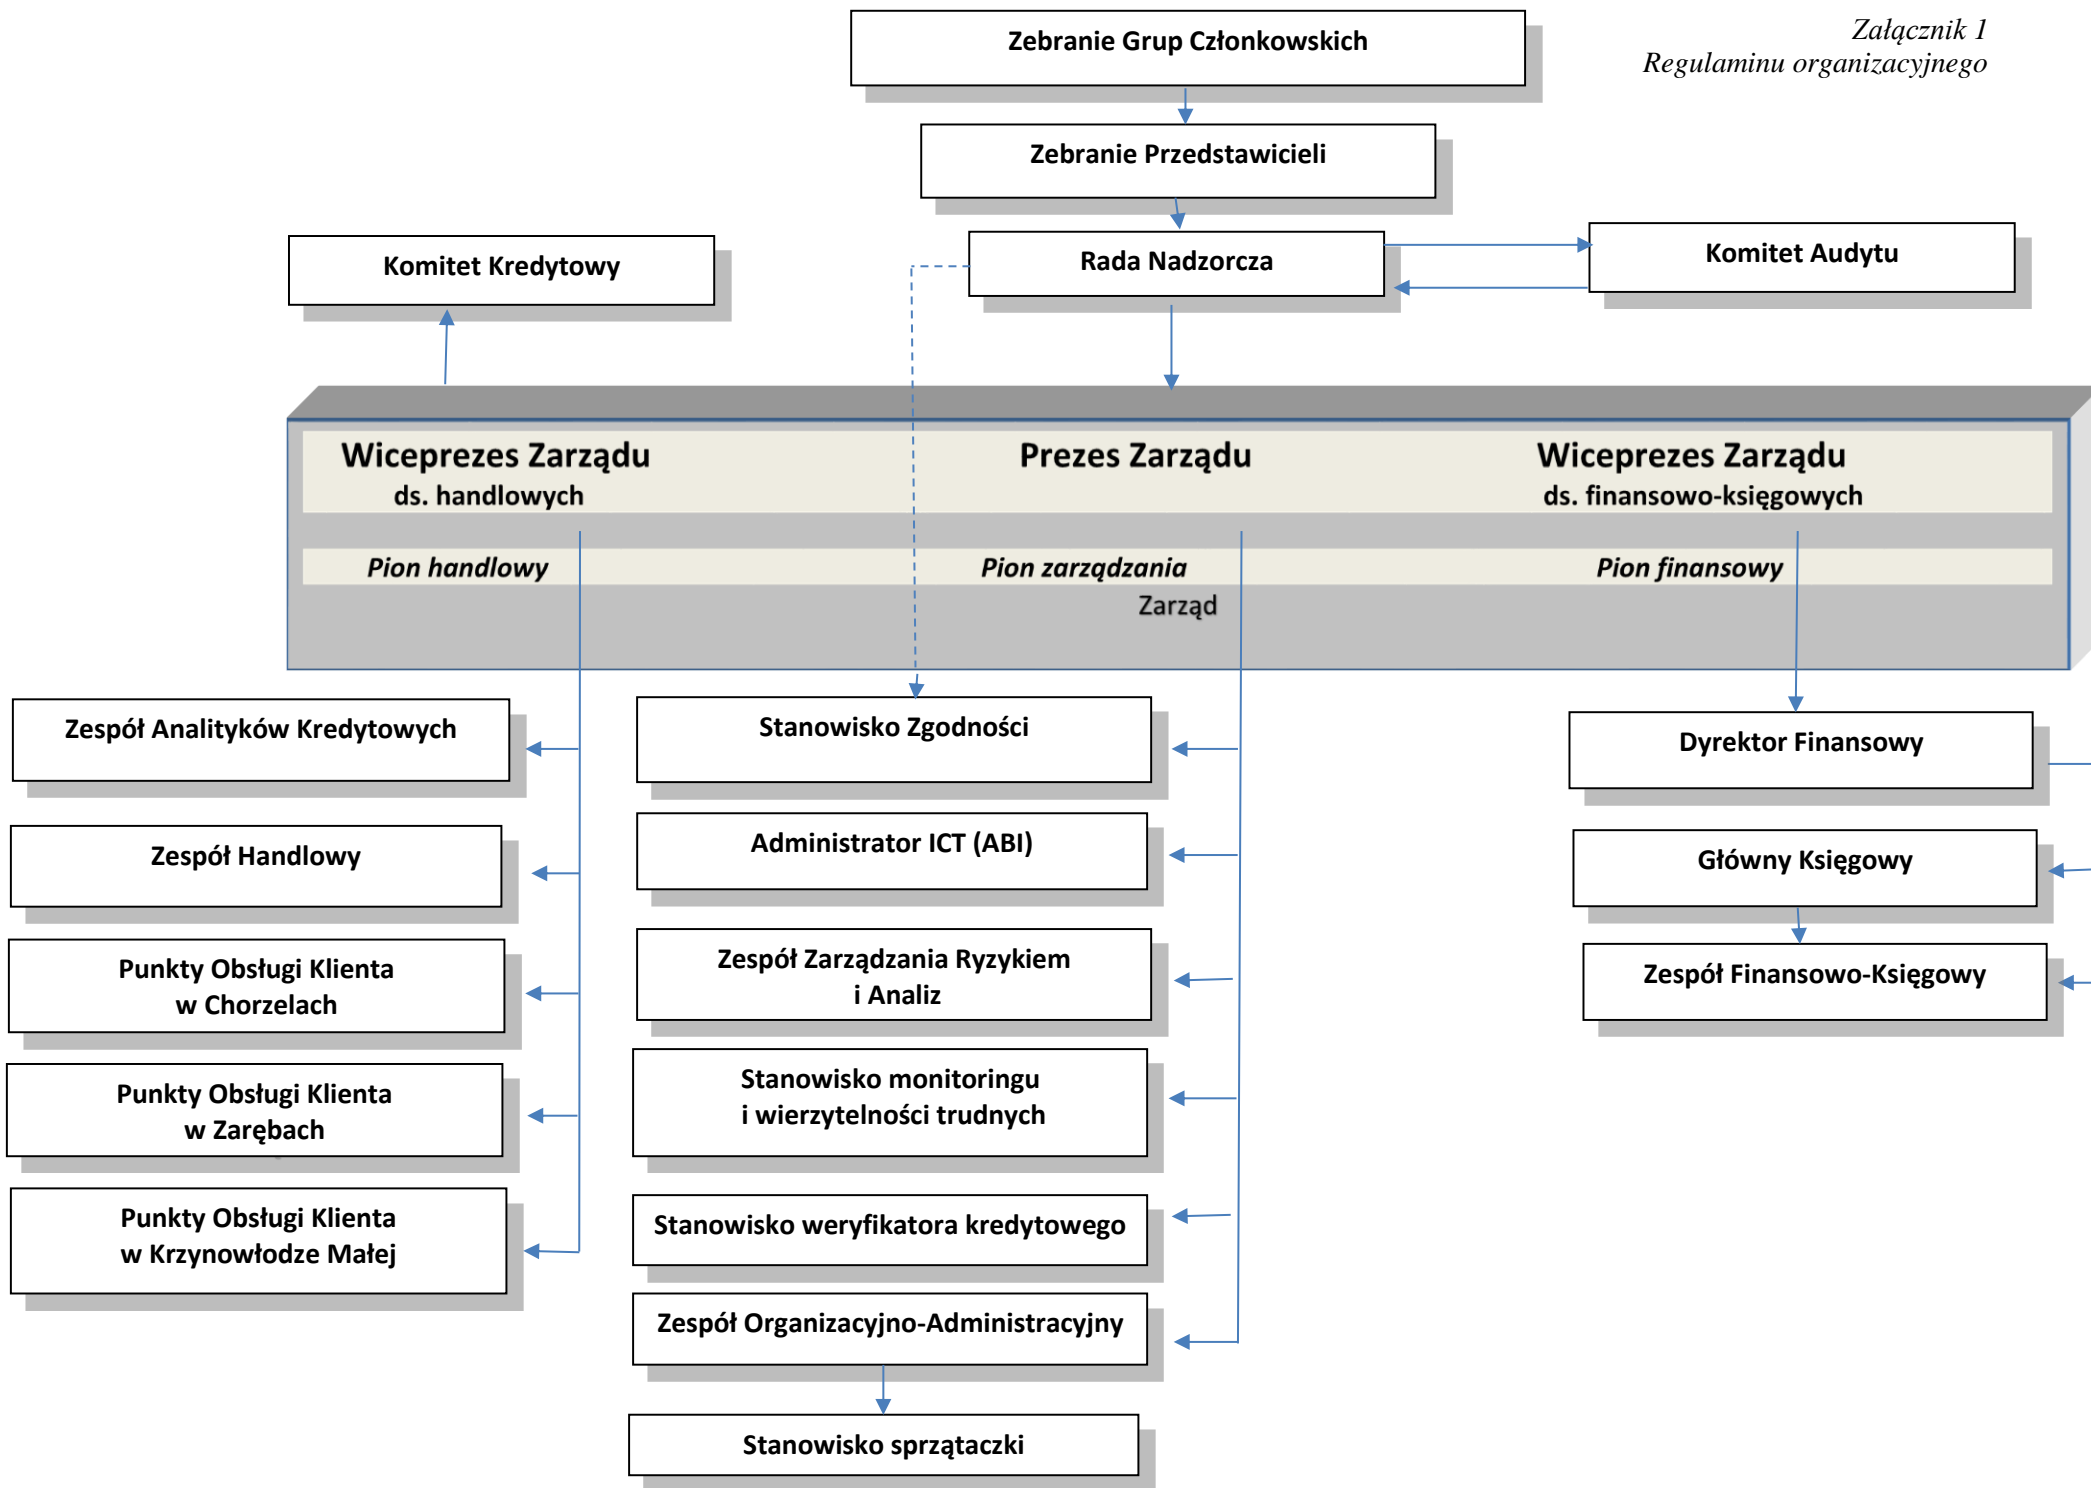 Załącznik 1
Regulaminu organizacyjnego
Zebranie Grup Członkowskich
Zebranie Przedstawicieli
Komitet Kredytowy
Rada Nadzorcza
Komitet Audytu
Wiceprezes Zarządu
ds. handlowych
Prezes Zarządu
Wiceprezes Zarządu
ds. finansowo-księgowych
Pion handlowy
Pion zarządzania
Pion finansowy
Zarząd
Zespół Analityków Kredytowych
Zespół Handlowy
Punkty Obsługi Klienta
w Chorzelach
Punkty Obsługi Klienta
w Zarębach
Punkty Obsługi Klienta
w Krzynowłodze Małej
Stanowisko Zgodności
Administrator ICT (ABI)
Zespół Zarządzania Ryzykiem
i Analiz
Stanowisko monitoringu
i wierzytelności trudnych
Stanowisko weryfikatora kredytowego
Zespół Organizacyjno-Administracyjny
Stanowisko sprzątaczki
Dyrektor Finansowy
Główny Księgowy
Zespół Finansowo-Księgowy